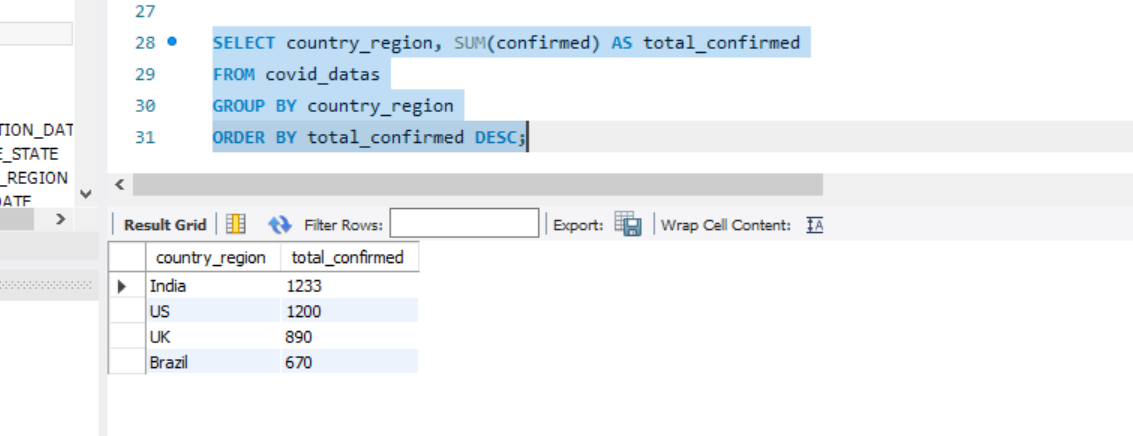 27
28 SELECT country_region, SUM(confirmed) AS total_confirmed
29 FROM covid_datas
30 GROUP BY country_region
31 ORDER BY total_confirmed DESC;
TION_DAT
E_STATE
_REGION
DATE
Result Grid Filter Rows: Export: Wrap Cell Content: IA
country_region total_confirmed
India 1233
US 1200
UK 890
Brazil 670